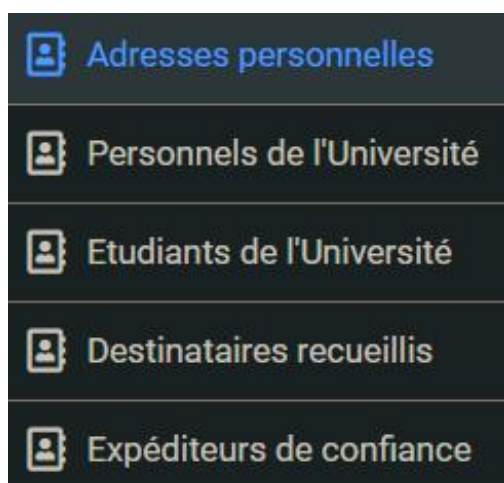 Adresses personnelles
Personnels de l'Université
Etudiants de l'Université
Destinataires recueillis
Expéditeurs de confiance